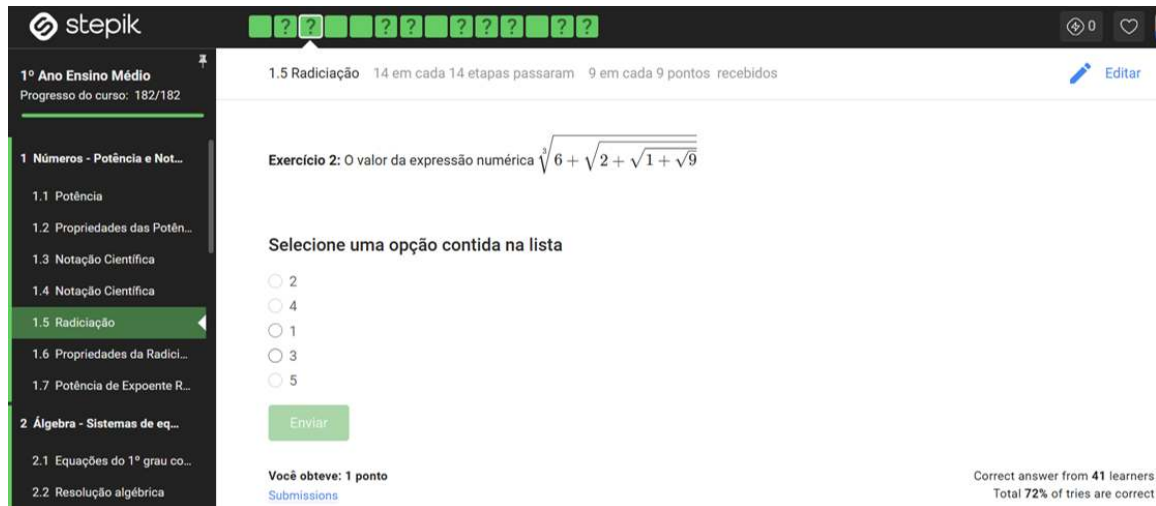 stepik
? ? ? ? ? ? ? ? ?
0
1º Ano Ensino Médio
Progresso do curso: 182/182
1 Números - Potência e Not...
1.1 Potência
1.2 Propriedades das Potên...
1.3 Notação Científica
1.4 Notação Científica
1.5 Radiciação
1.6 Propriedades da Radici...
1.7 Potência de Expoente R...
2 Álgebra - Sistemas de eq...
2.1 Equações do 1º grau co...
2.2 Resolução algébrica
1.5 Radiciação 14 em cada 14 etapas passaram 9 em cada 9 pontos recebidos
Editar
Exercício 2: O valor da expressão numérica ∛(6 + √(2 + √(1 + √9)))
Selecione uma opção contida na lista
2
4
1
3
5
Enviar
Você obteve: 1 ponto
Submissions
Correct answer from 41 learners
Total 72% of tries are correct